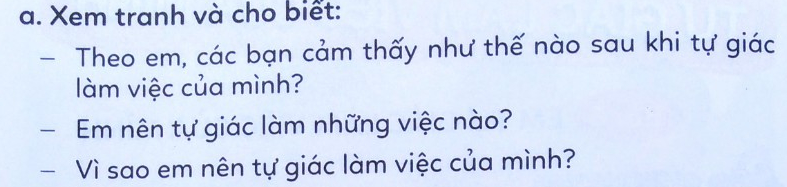 a. Xem tranh và cho biết:
– Theo em, các bạn cảm thấy như thế nào sau khi tự giác
làm việc của mình?
– Em nên tự giác làm những việc nào?
– Vì sao em nên tự giác làm việc của mình?